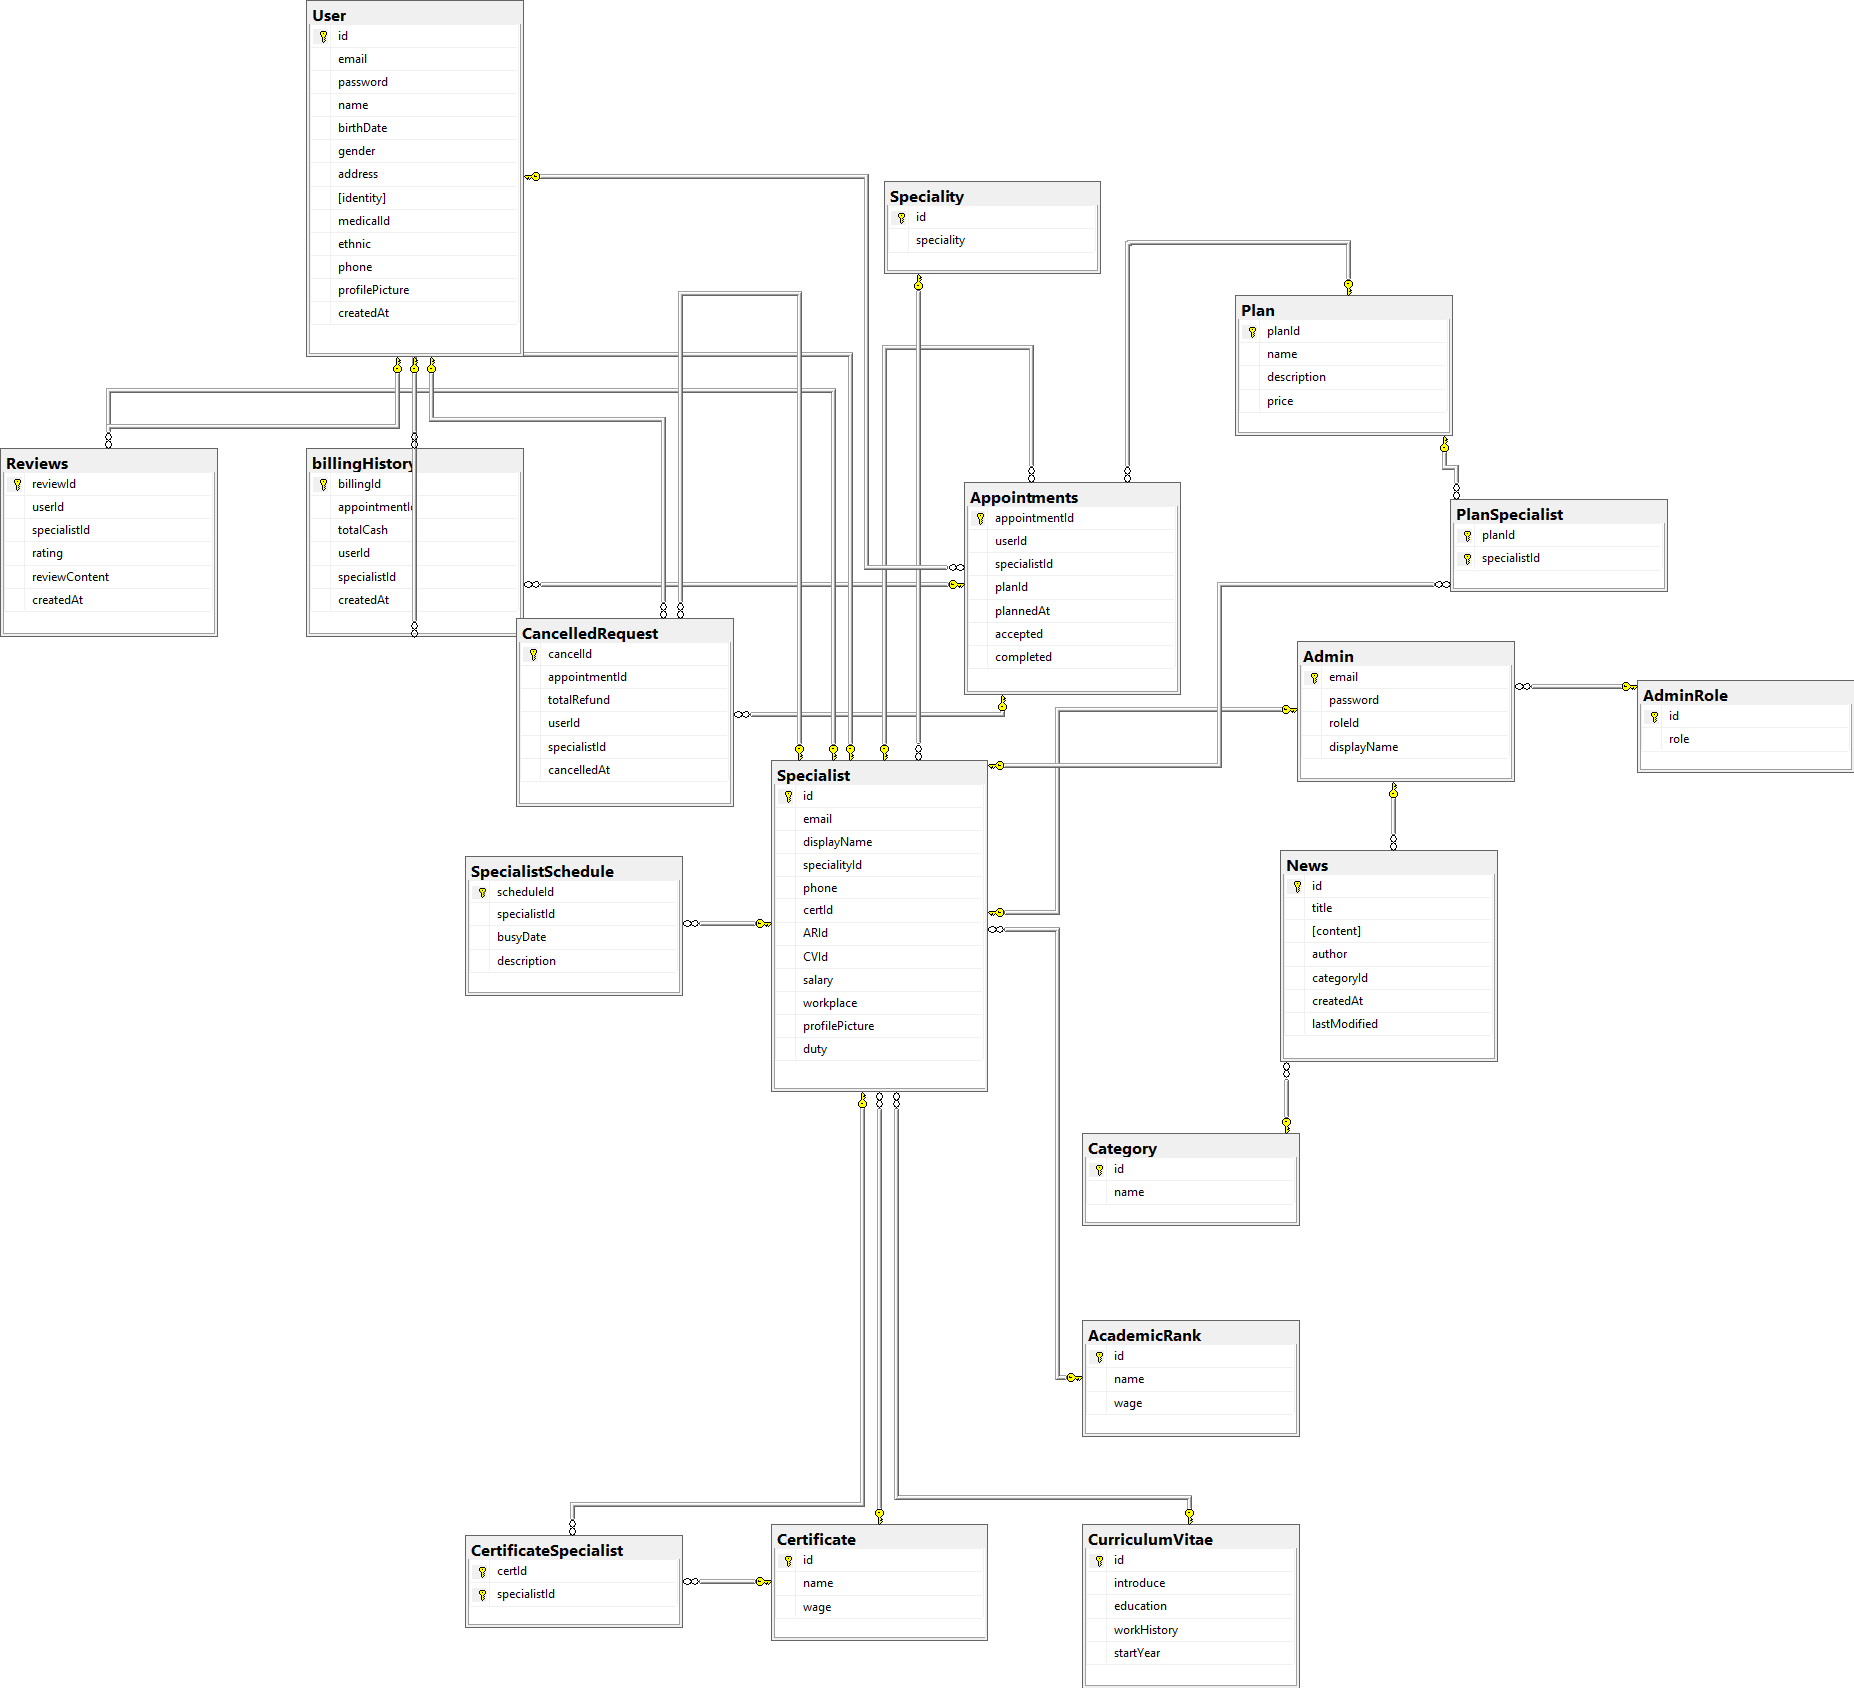 User
id
email
password
name
birthDate
gender
address
[identity]
medicalId
ethnic
phone
profilePicture
createdAt
Speciality
id
speciality
Plan
planId
name
description
price
Reviews
reviewId
userId
specialistId
rating
reviewContent
createdAt
billingHistory
billingId
appointmentId
totalCash
userId
specialistId
createdAt
Appointments
appointmentId
userId
specialistId
planId
plannedAt
accepted
completed
PlanSpecialist
planId
specialistId
CancelledRequest
cancelId
appointmentId
totalRefund
userId
specialistId
cancelledAt
Admin
email
password
roleId
displayName
AdminRole
id
role
Specialist
id
email
displayName
specialityId
phone
certId
ARId
CVId
salary
workplace
profilePicture
duty
SpecialistSchedule
scheduleId
specialistId
busyDate
description
News
id
title
[content]
author
categoryId
createdAt
lastModified
Category
id
name
AcademicRank
id
name
wage
CertificateSpecialist
certId
specialistId
Certificate
id
name
wage
CurriculumVitae
id
introduce
education
workHistory
startYear